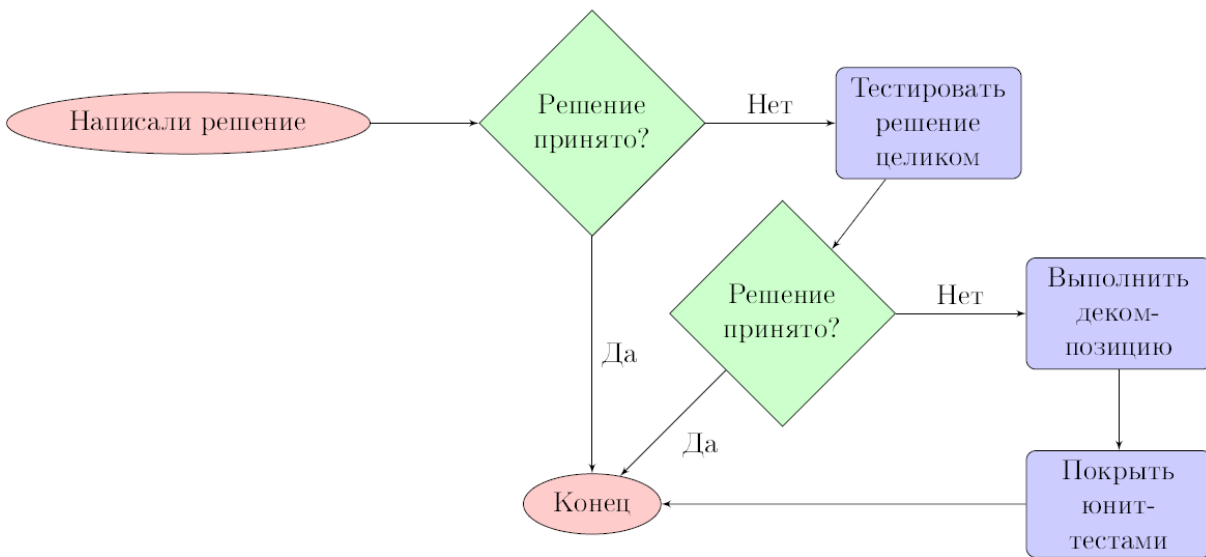 Написали решение
Решение
принято?
Нет
Тестировать
решение
целиком
Решение
принято?
Нет
Выполнить
деком-
позицию
Да
Да
Конец
Покрыть
юнит-
тестами